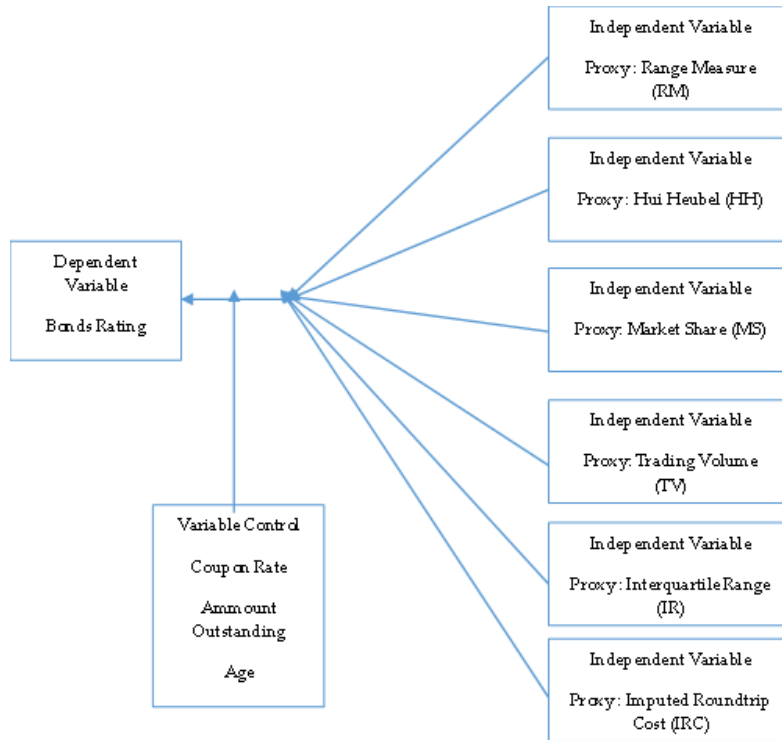 Independent Variable
Proxy: Range Measure
(RM)
Independent Variable
Proxy: Hui Heubel (HH)
Dependent
Variable
Bonds Rating
Independent Variable
Proxy: Market Share (MS)
Independent Variable
Proxy: Trading Volume
(TV)
Variable Control
Coupon Rate
Ammount
Outstanding
Age
Independent Variable
Proxy: Interquartile Range
(IR)
Independent Variable
Proxy: Imputed Roundtrip
Cost (IRC)